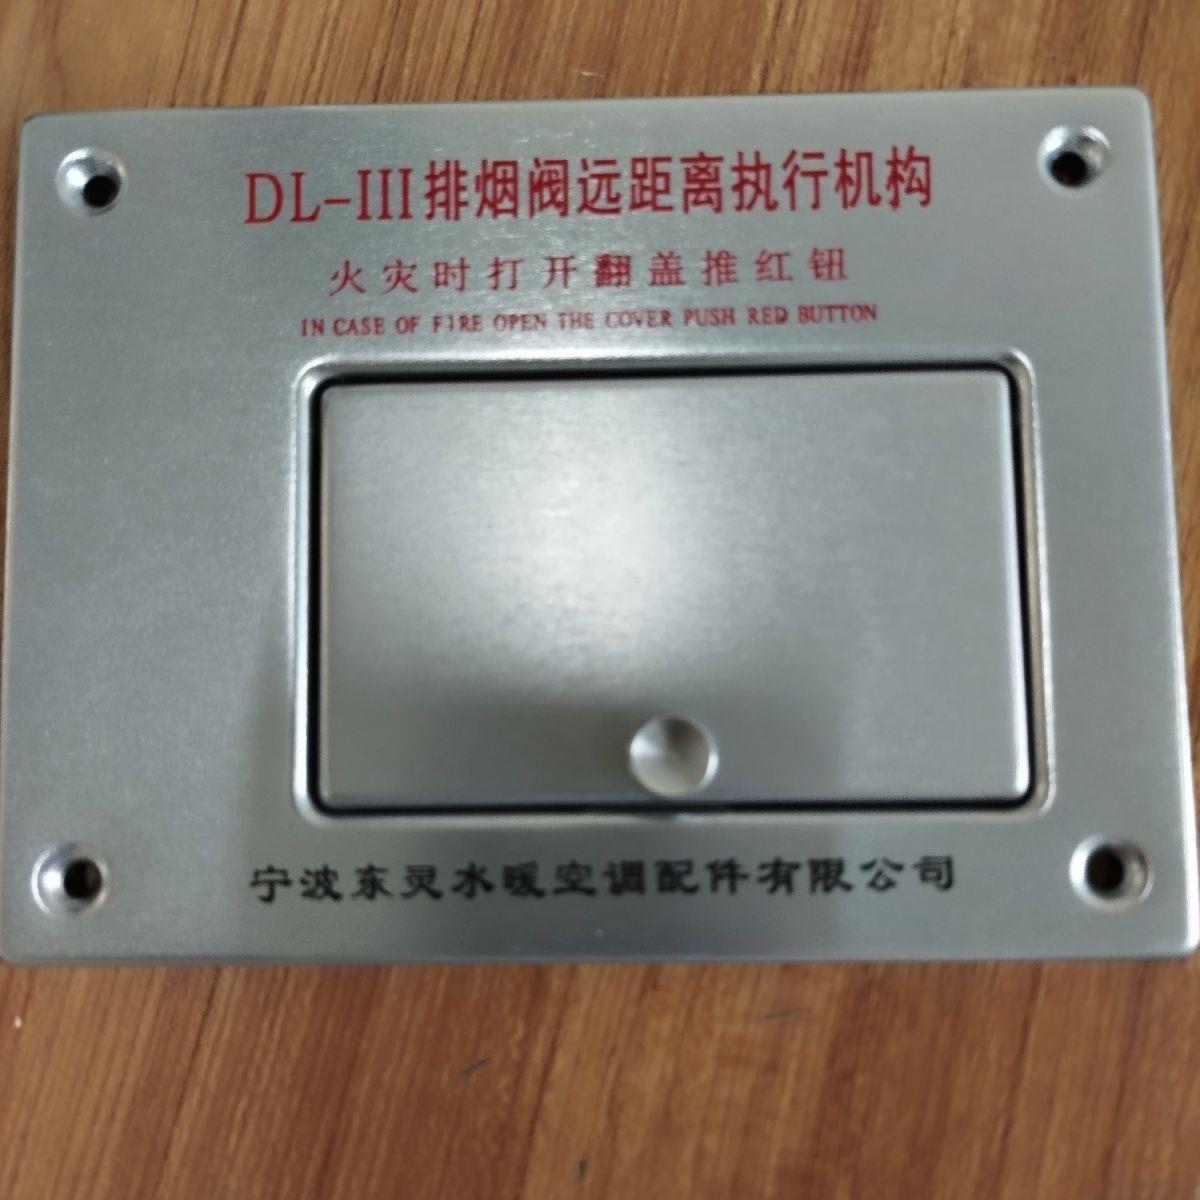 DL-III排烟阀远距离执行机构
火灾时打开翻盖推红钮
IN CASE OF FIRE OPEN THE COVER PUSH RED BUTTON
宁波东灵水暖空调配件有限公司